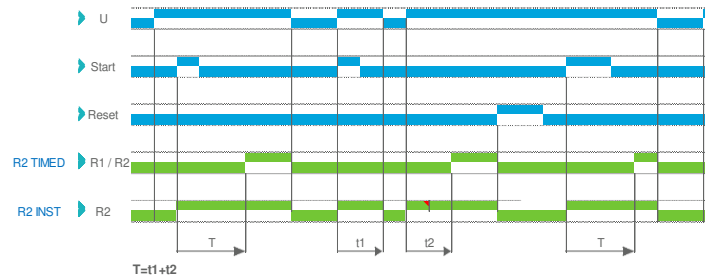 U
Start
Reset
R2 TIMED R1 / R2
R2 INST R2
T t1 t2 T
T=t1+t2